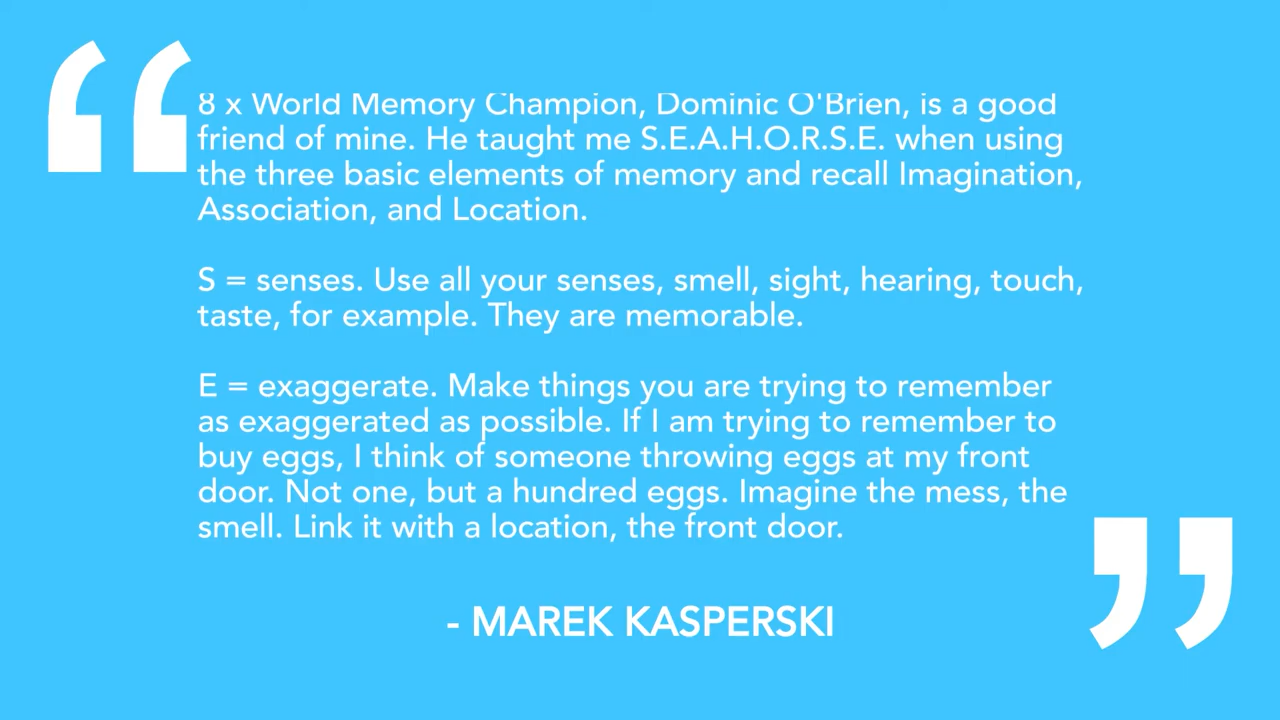 8 x World Memory Champion, Dominic O'Brien, is a good
friend of mine. He taught me S.E.A.H.O.R.S.E. when using
the three basic elements of memory and recall Imagination,
Association, and Location.
S = senses. Use all your senses, smell, sight, hearing, touch,
taste, for example. They are memorable.
E = exaggerate. Make things you are trying to remember
as exaggerated as possible. If I am trying to remember to
buy eggs, I think of someone throwing eggs at my front
door. Not one, but a hundred eggs. Imagine the mess, the
smell. Link it with a location, the front door.
- MAREK KASPERSKI